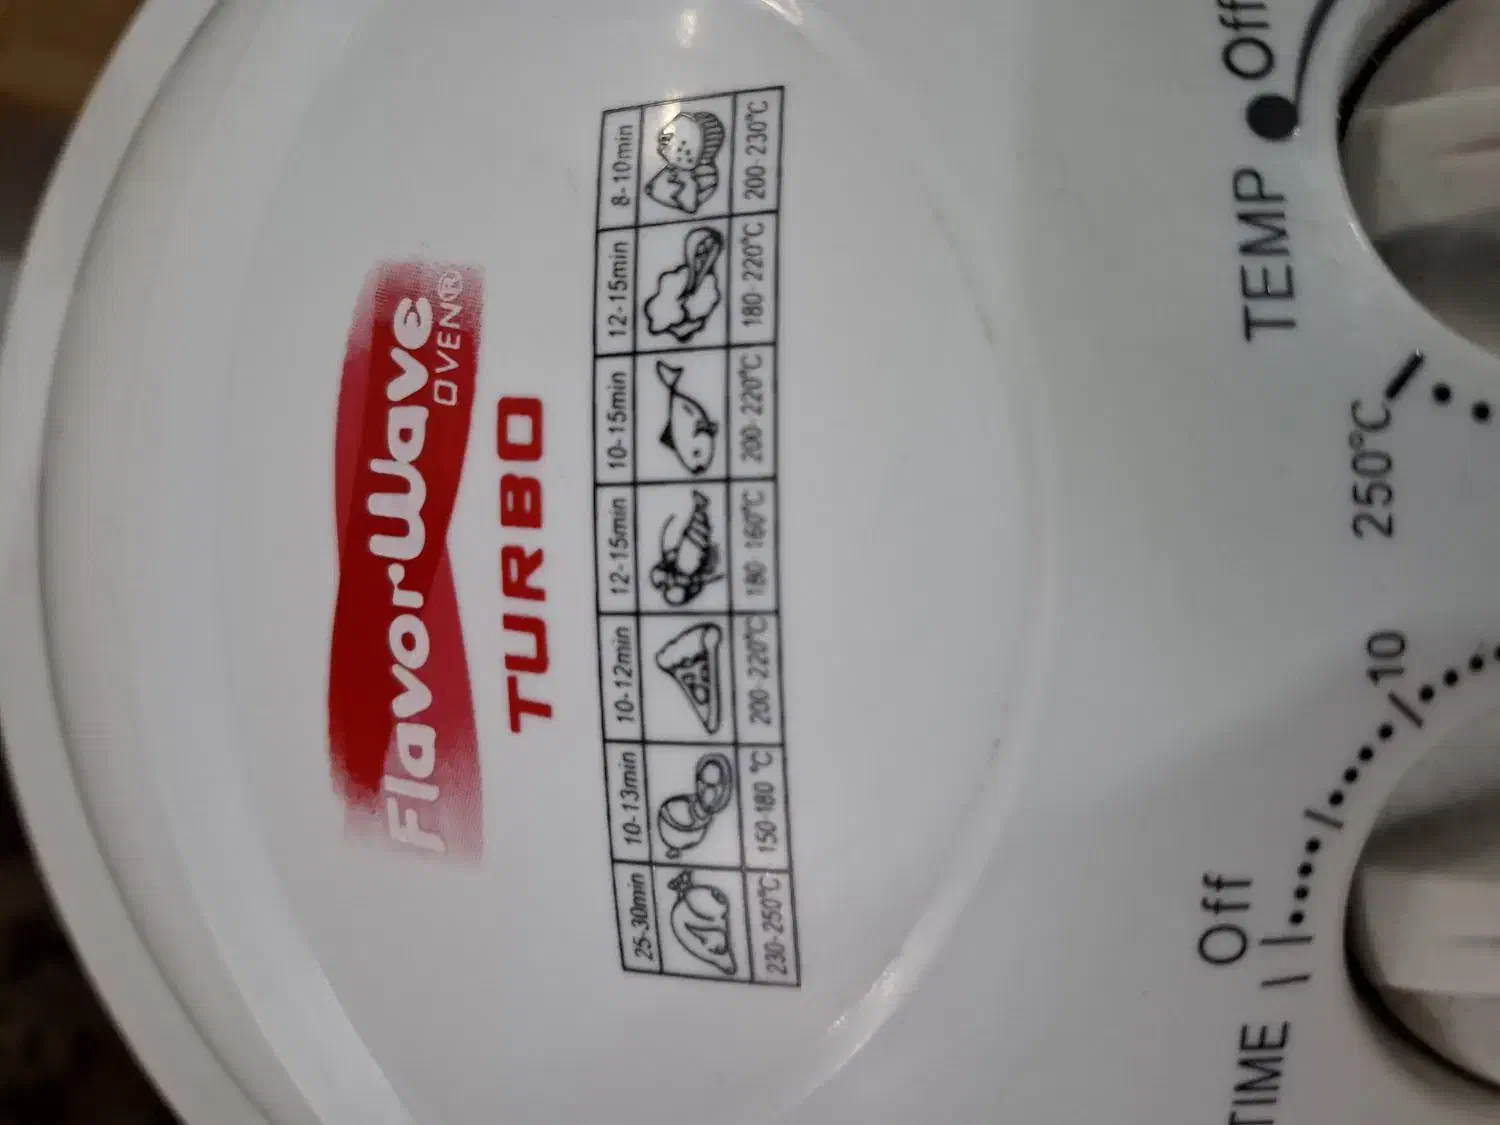 FlavorWave
OVEN®
TURBO
25-30min 10-13min 10-12min 12-15min 10-15min 12-15min 8-10min
230-250°C 150-180 °C 200-220°C 180-160°C 200-220°C 180-220°C 200-230°C
TIME Off 10
250°C TEMP Off